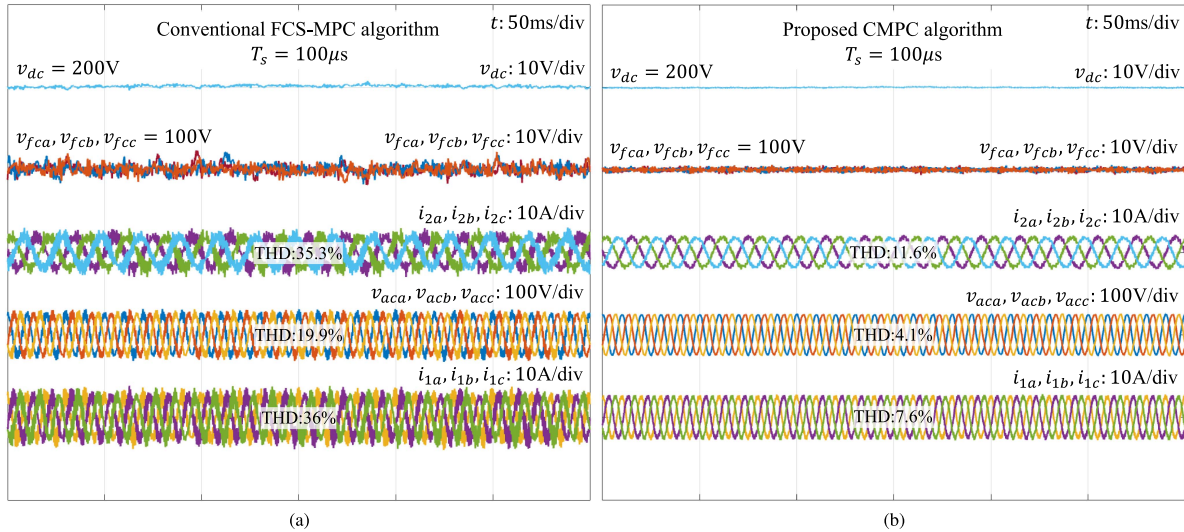 Conventional FCS-MPC algorithm
t: 50ms/div
T_s = 100μs
v_dc = 200V
v_dc: 10V/div
v_fca, v_fcb, v_fcc = 100V
v_fca, v_fcb, v_fcc: 10V/div
i_2a, i_2b, i_2c: 10A/div
THD:35.3%
v_aca, v_acb, v_acc: 100V/div
THD:19.9%
i_1a, i_1b, i_1c: 10A/div
THD:36%
(a)
Proposed CMPC algorithm
t: 50ms/div
T_s = 100μs
v_dc = 200V
v_dc: 10V/div
v_fca, v_fcb, v_fcc = 100V
v_fca, v_fcb, v_fcc: 10V/div
i_2a, i_2b, i_2c: 10A/div
THD:11.6%
v_aca, v_acb, v_acc: 100V/div
THD:4.1%
i_1a, i_1b, i_1c: 10A/div
THD:7.6%
(b)